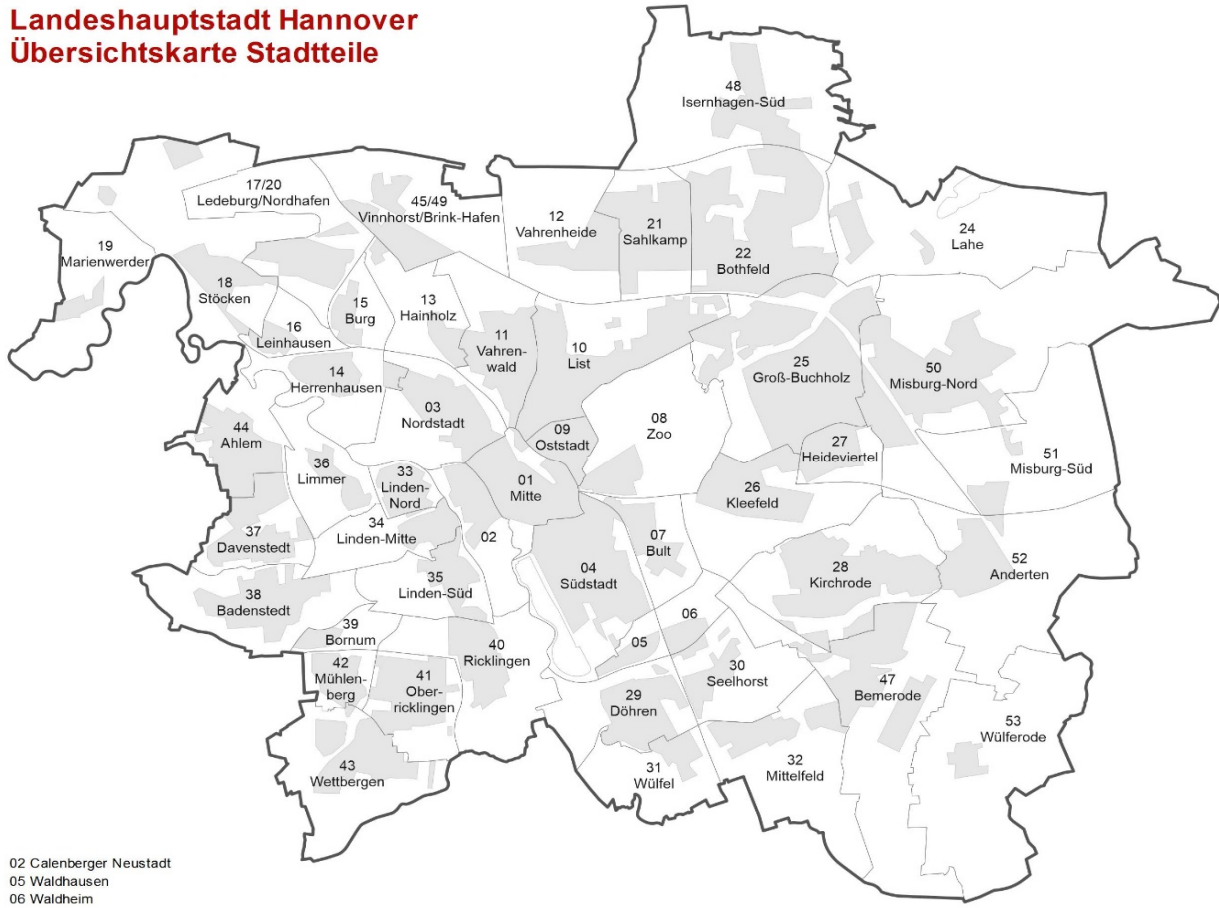 Landeshauptstadt Hannover
Übersichtskarte Stadtteile
48
Isernhagen-Süd
17/20
Ledeburg/Nordhafen
45/49
Vinnhorst/Brink-Hafen
12
Vahrenheide
21
Sahlkamp
22
Bothfeld
24
Lahe
19
Marienwerder
18
Stöcken
16
Leinhausen
15
Burg
13
Hainholz
11
Vahren-
wald
10
List
25
Groß-Buchholz
50
Misburg-Nord
14
Herrenhausen
03
Nordstadt
09
Oststadt
08
Zoo
27
Heideviertel
51
Misburg-Süd
44
Ahlem
36
Limmer
33
Linden-
Nord
01
Mitte
26
Kleefeld
37
Davenstedt
34
Linden-Mitte
02
07
Bult
04
Südstadt
28
Kirchrode
52
Anderten
38
Badenstedt
35
Linden-Süd
39
Bornum
40
Ricklingen
05
06
30
Seelhorst
47
Bemerode
42
Mühlen-
berg
41
Ober-
ricklingen
29
Döhren
53
Wülferode
43
Wettbergen
31
Wülfel
32
Mittelfeld
02 Calenberger Neustadt
05 Waldhausen
06 Waldheim